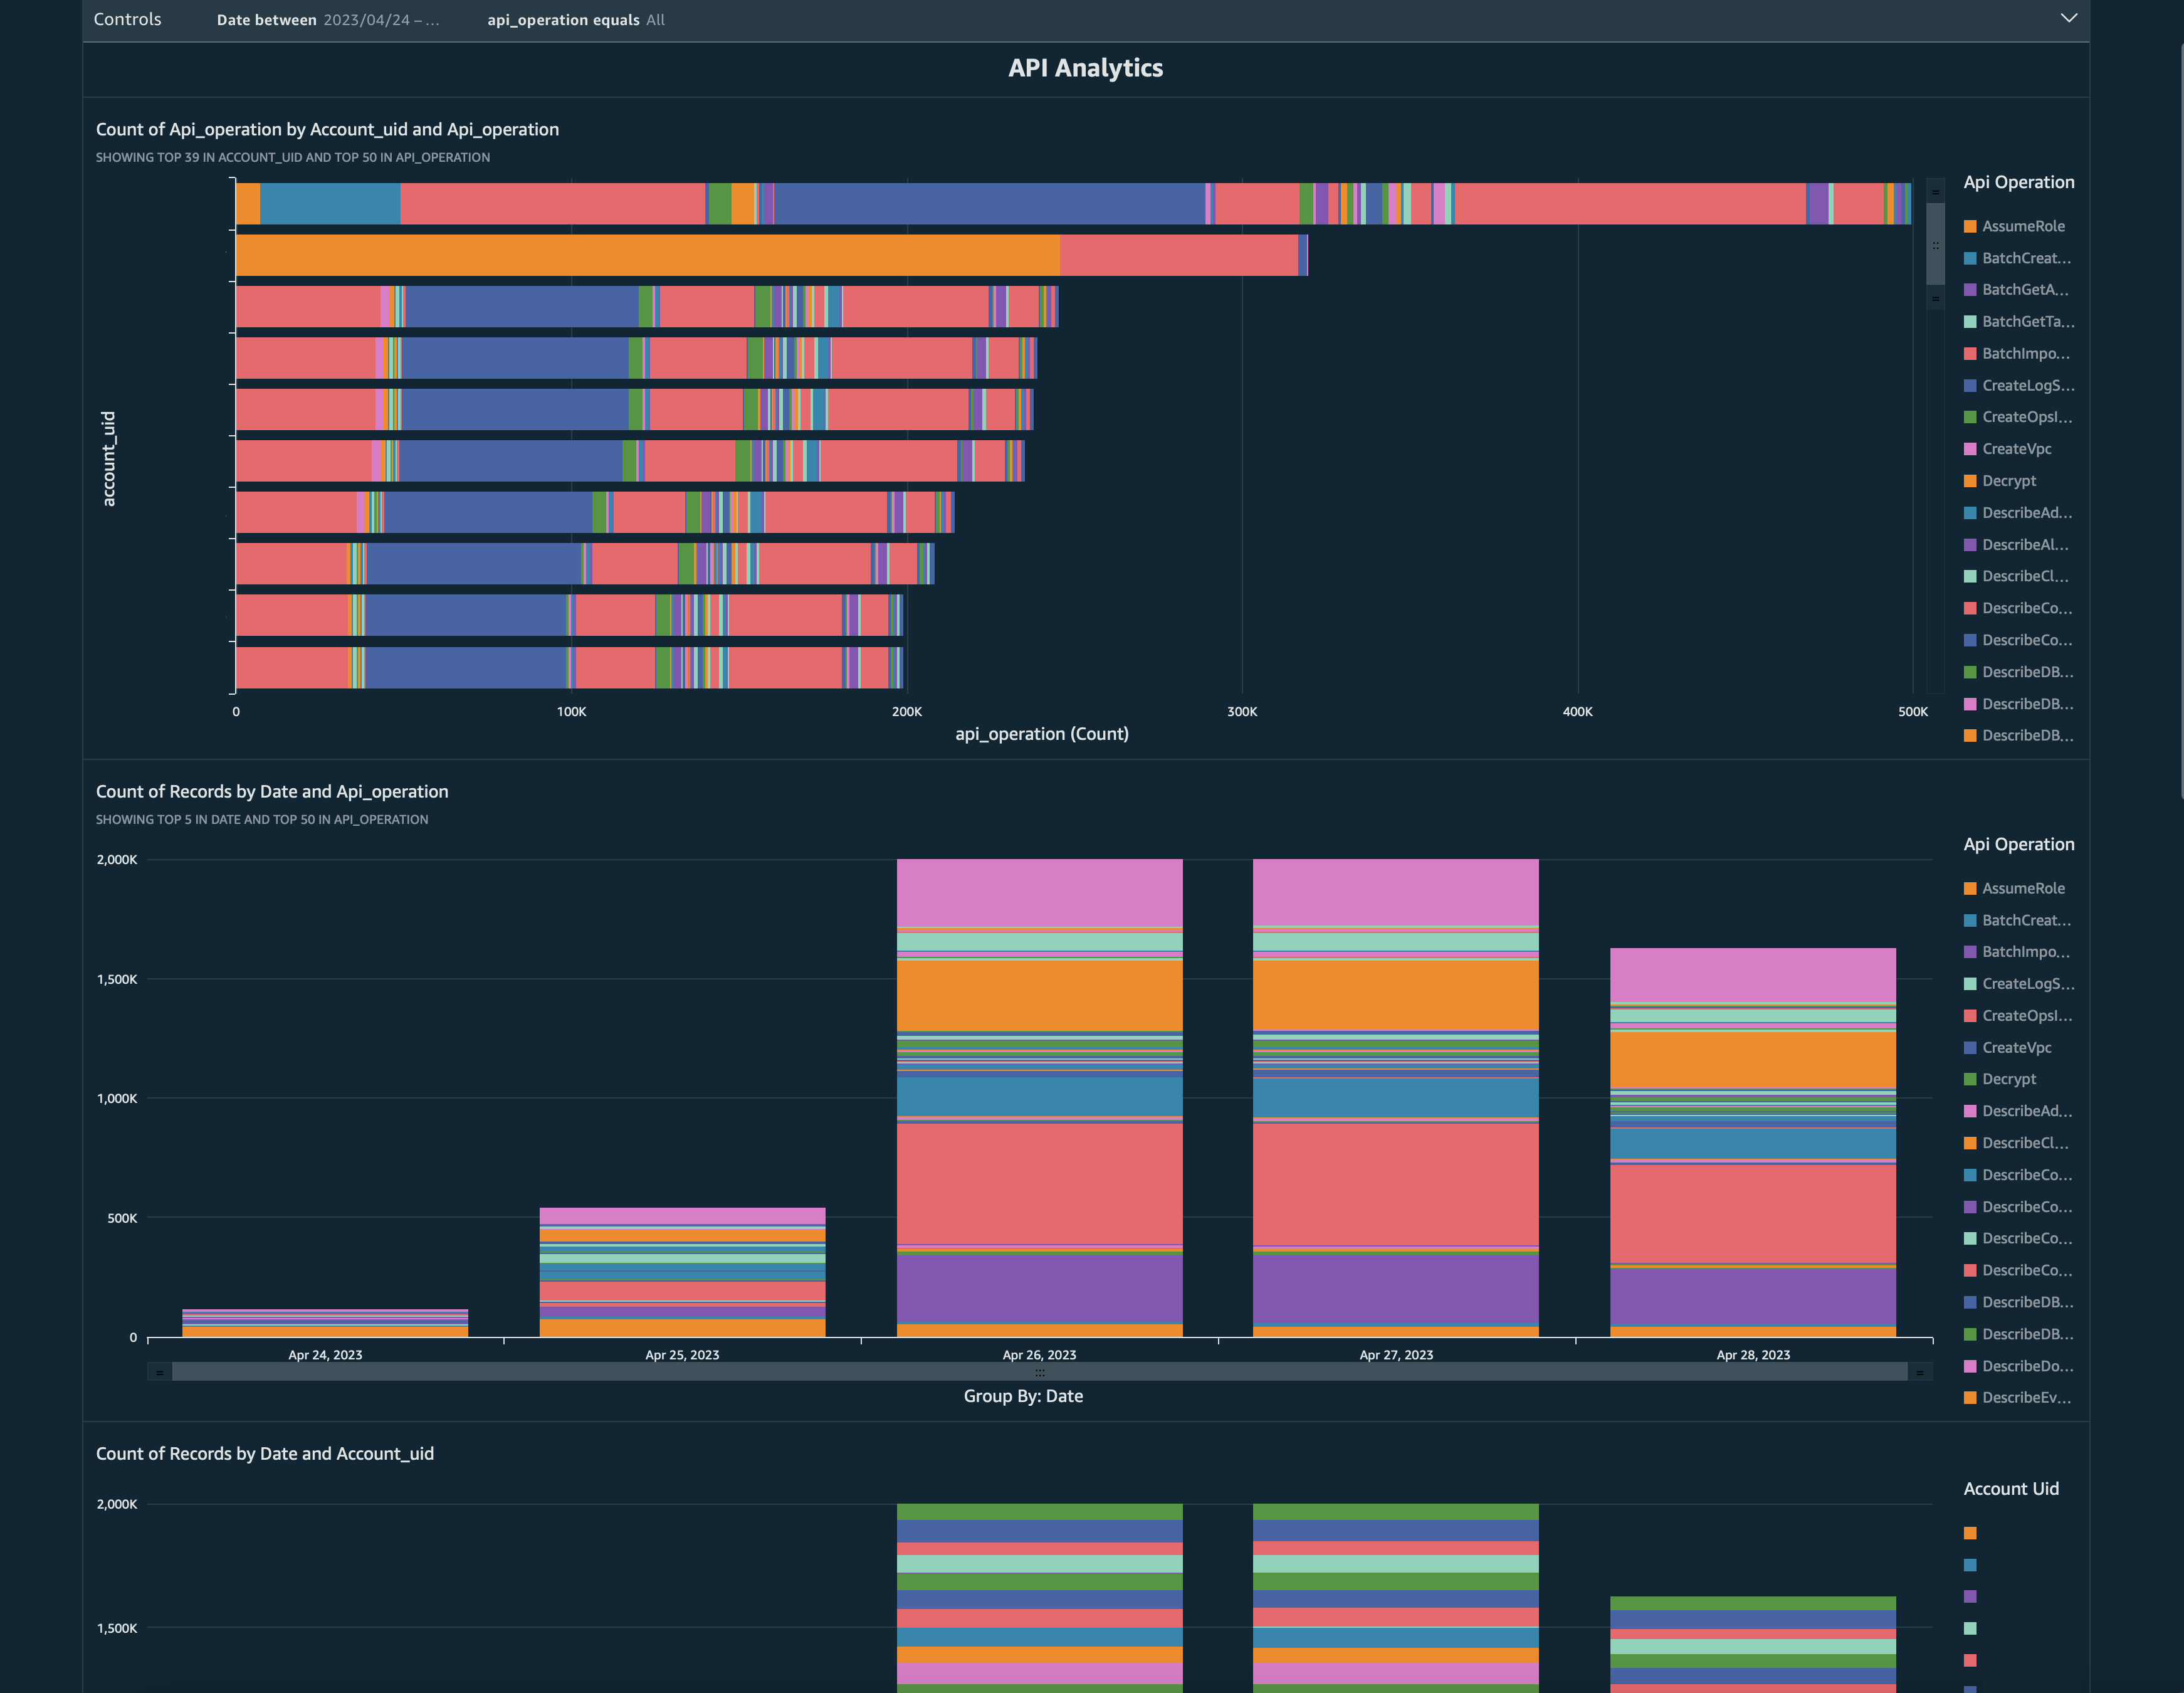 Controls
Date between 2023/04/24 – ...
api_operation equals All
API Analytics
Count of Api_operation by Account_uid and Api_operation
SHOWING TOP 39 IN ACCOUNT_UID AND TOP 50 IN API_OPERATION
account_uid
0
100K
200K
300K
400K
500K
api_operation (Count)
Api Operation
AssumeRole
BatchCreat...
BatchGetA...
BatchGetTa...
BatchImpo...
CreateLogS...
CreateOpsI...
CreateVpc
Decrypt
DescribeAd...
DescribeAl...
DescribeCl...
DescribeCo...
DescribeCo...
DescribeDB...
DescribeDB...
DescribeDB...
Count of Records by Date and Api_operation
SHOWING TOP 5 IN DATE AND TOP 50 IN API_OPERATION
2,000K
1,500K
1,000K
500K
0
Apr 24, 2023
Apr 25, 2023
Apr 26, 2023
Apr 27, 2023
Apr 28, 2023
Group By: Date
Api Operation
AssumeRole
BatchCreat...
BatchImpo...
CreateLogS...
CreateOpsI...
CreateVpc
Decrypt
DescribeAd...
DescribeCl...
DescribeCo...
DescribeCo...
DescribeCo...
DescribeCo...
DescribeDB...
DescribeDB...
DescribeDo...
DescribeEv...
Count of Records by Date and Account_uid
2,000K
1,500K
Account Uid